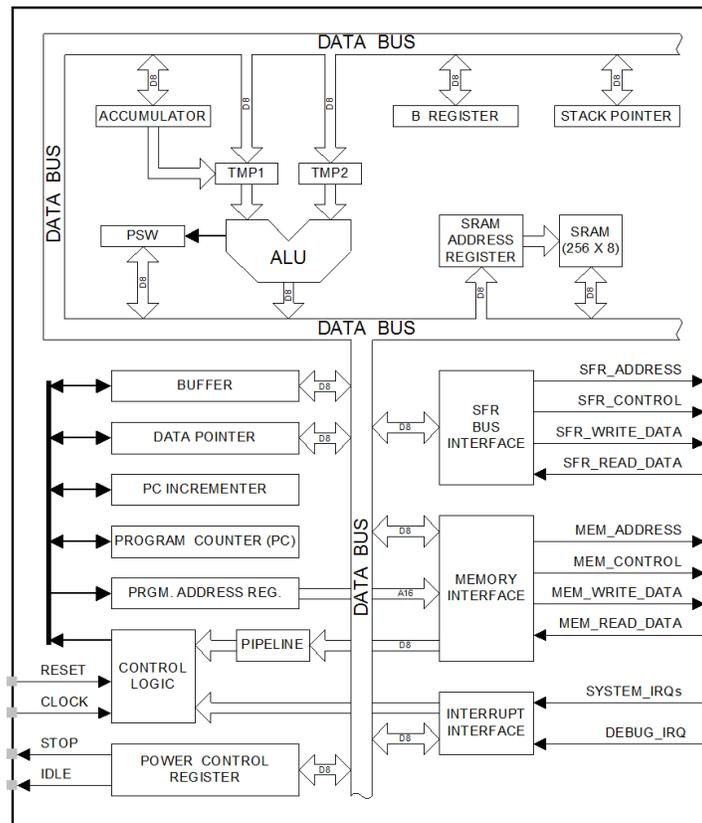 DATA BUS
D8
D8
D8
D8
D8
ACCUMULATOR
B REGISTER
STACK POINTER
DATA BUS
TMP1
TMP2
PSW
ALU
SRAM
ADDRESS
REGISTER
SRAM
(256 X 8)
D8
D8
D8
D8
DATA BUS
BUFFER
D8
DATA POINTER
D8
PC INCREMENTER
PROGRAM COUNTER (PC)
PRGM. ADDRESS REG.
A16
DATA BUS
SFR
BUS
INTERFACE
D8
SFR_ADDRESS
SFR_CONTROL
SFR_WRITE_DATA
SFR_READ_DATA
D8
MEMORY
INTERFACE
MEM_ADDRESS
MEM_CONTROL
MEM_WRITE_DATA
MEM_READ_DATA
PIPELINE
D8
CONTROL
LOGIC
RESET
CLOCK
INTERRUPT
INTERFACE
D8
SYSTEM_IRQs
DEBUG_IRQ
STOP
IDLE
POWER CONTROL
REGISTER
D8